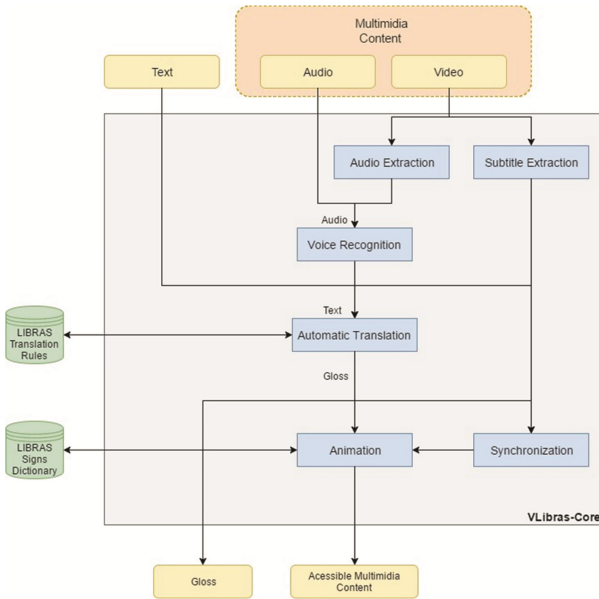 Multimidia
Content
Text
Audio
Video
Audio Extraction
Subtitle Extraction
Audio
Voice Recognition
Text
LIBRAS
Translation
Rules
Automatic Translation
Gloss
LIBRAS
Signs
Dictionary
Animation
Synchronization
VLibras-Core
Gloss
Acessible Multimidia
Content